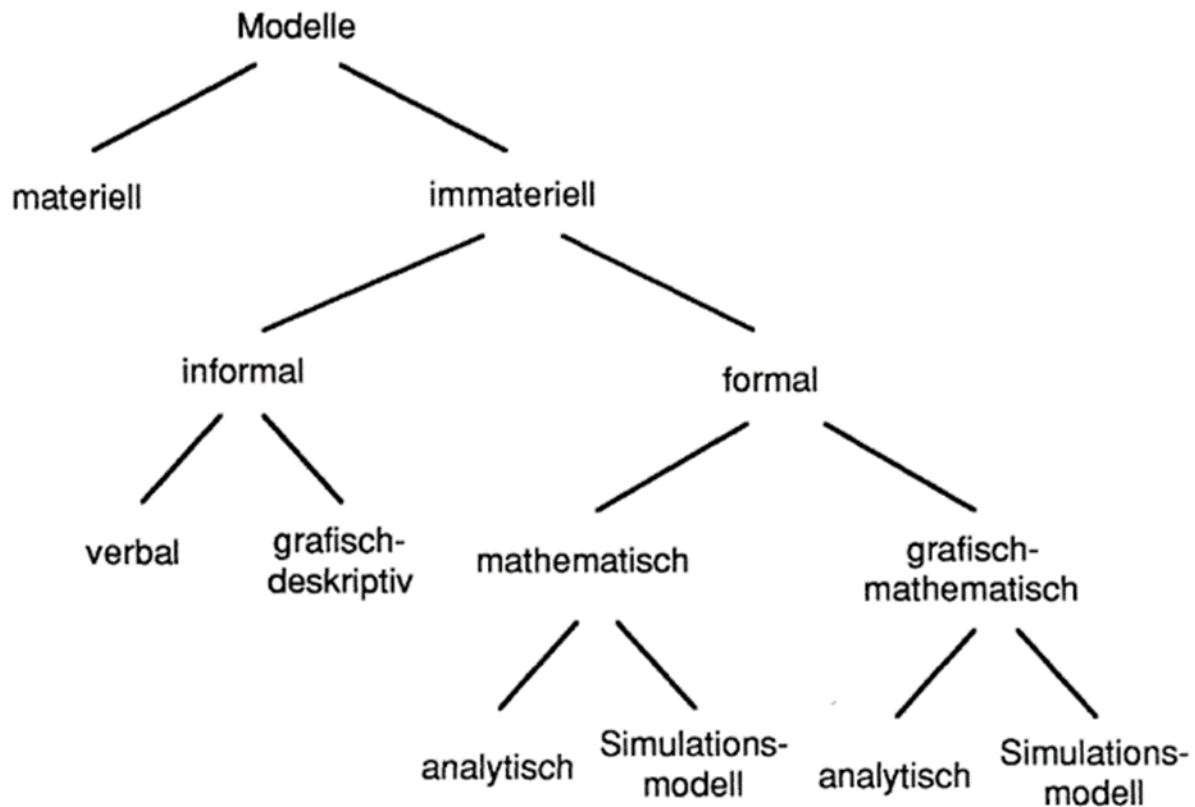 Modelle
materiell
immateriell
informal
formal
verbal
grafisch-
deskriptiv
mathematisch
grafisch-
mathematisch
analytisch
Simulations-
modell
analytisch
Simulations-
modell